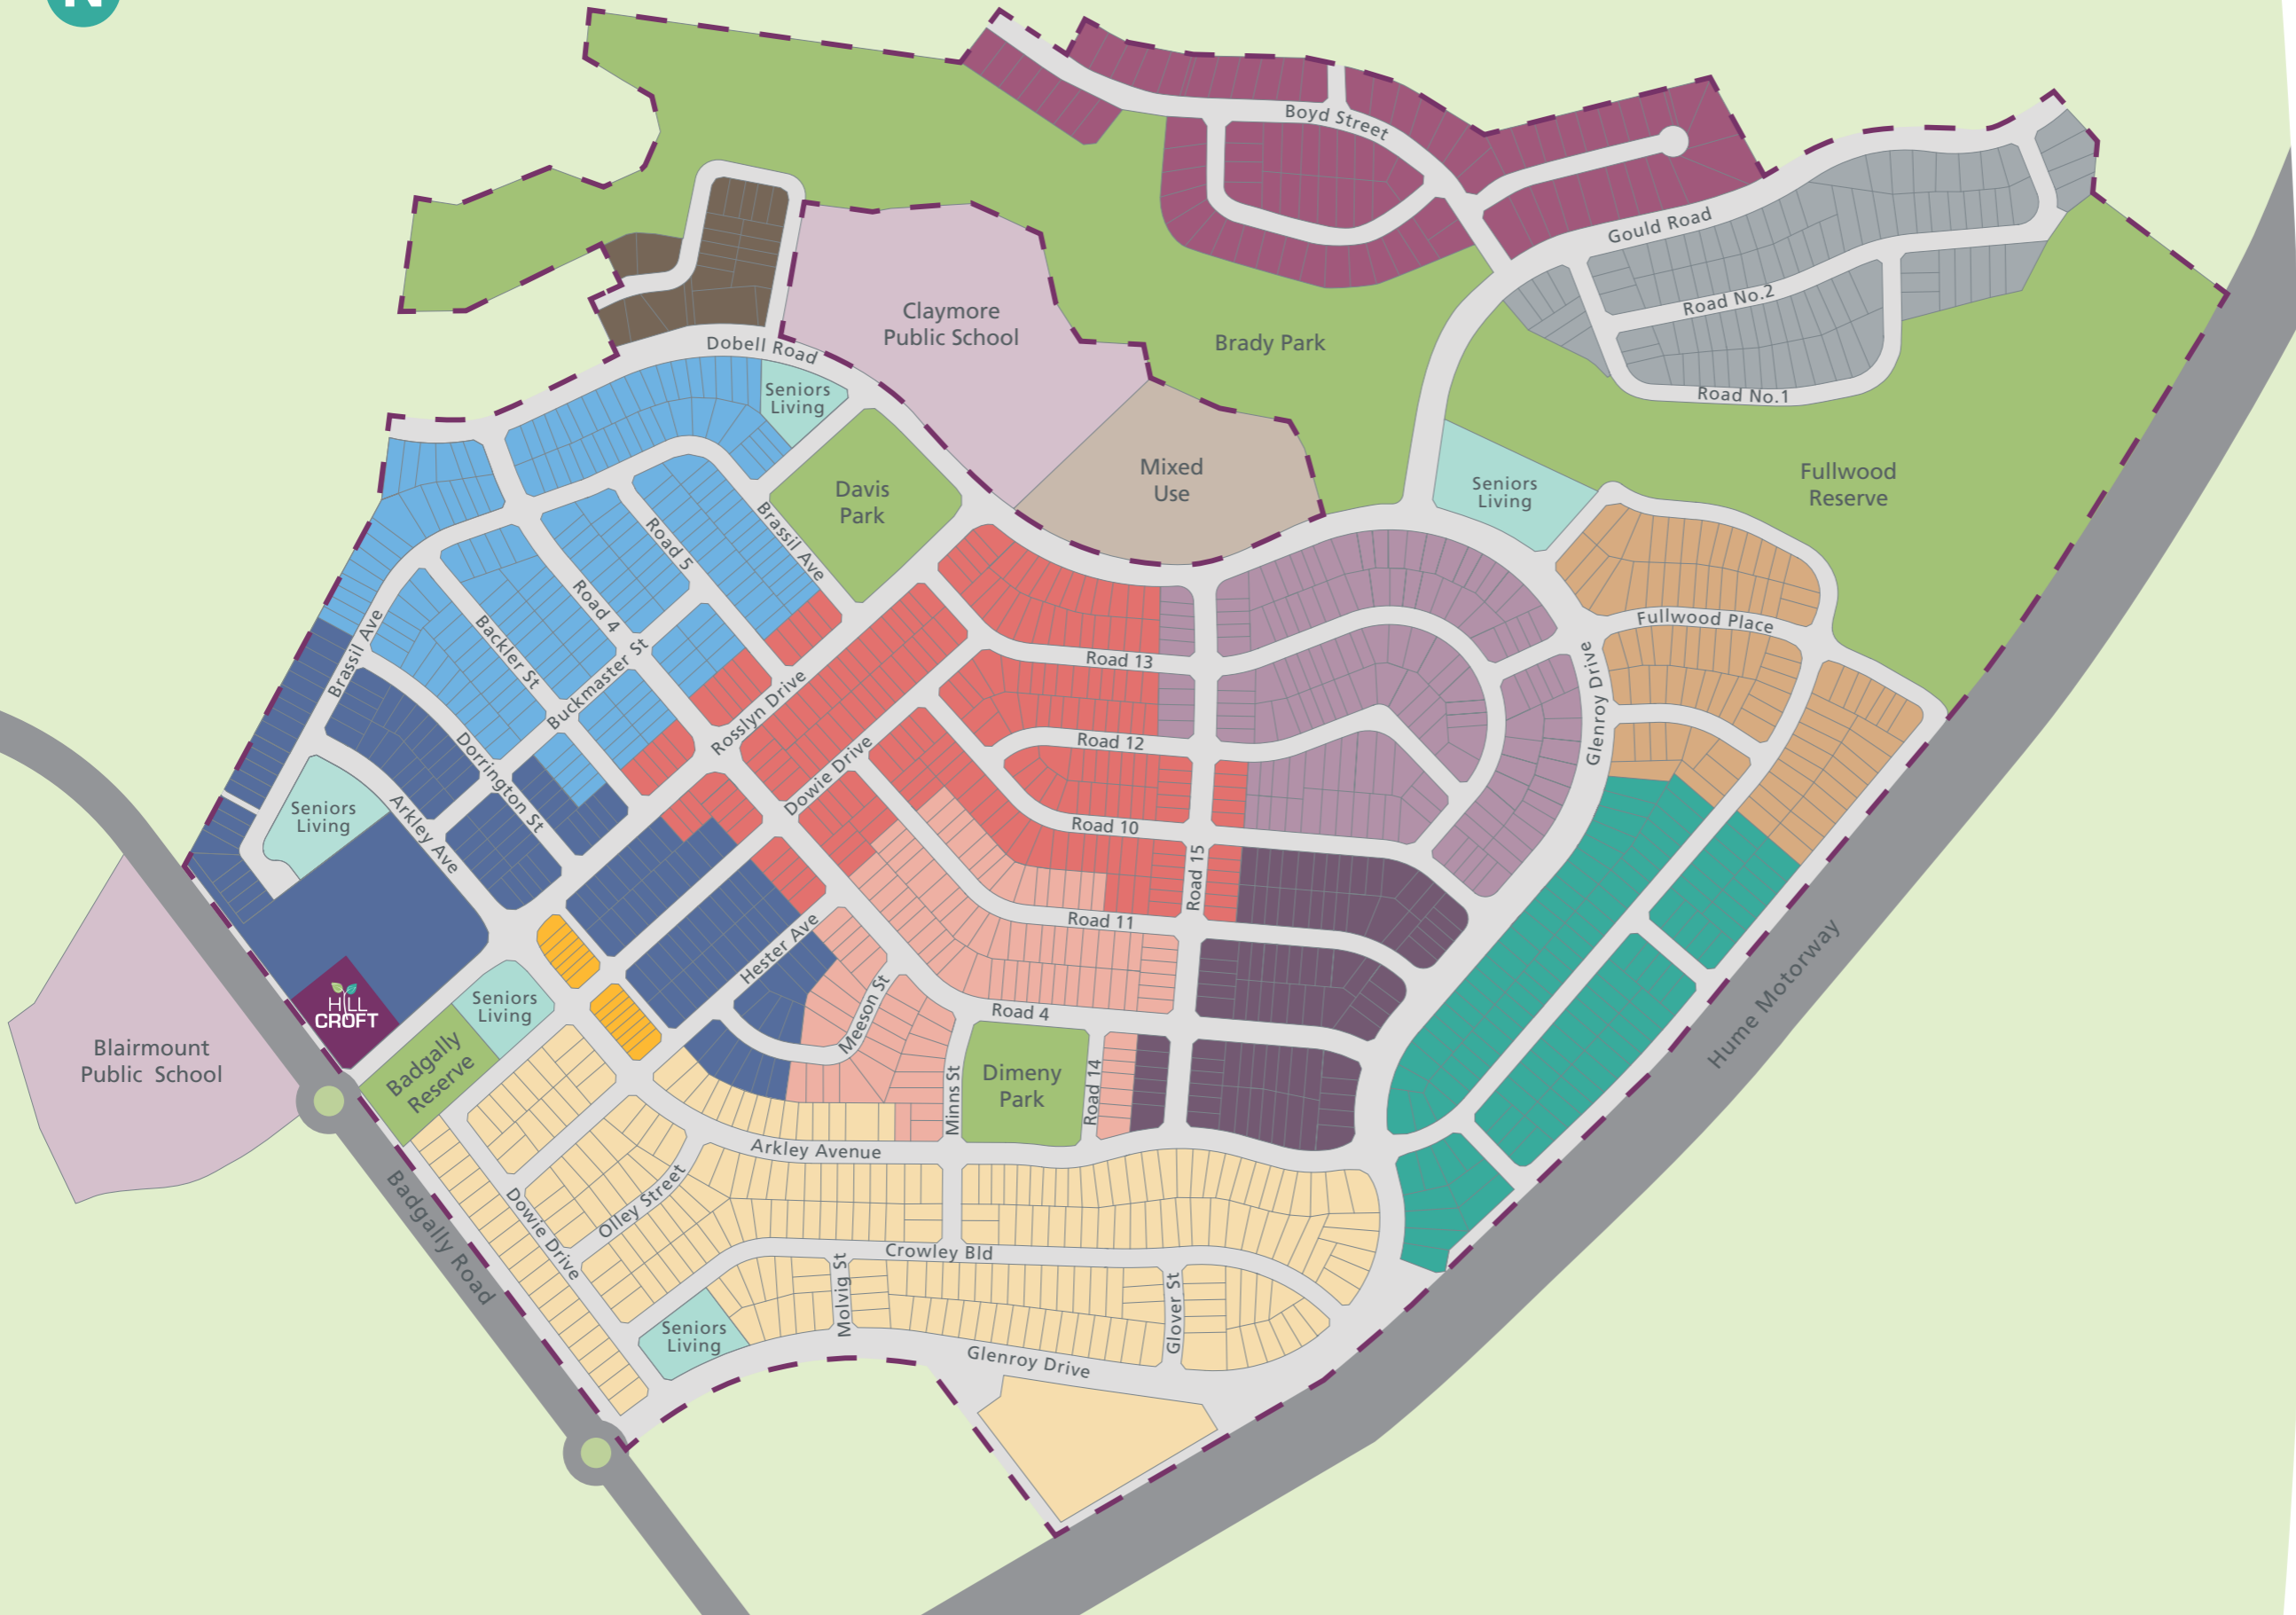 N
Boyd Street
Gould Road
Road No.2
Road No.1
Claymore
Public School
Brady Park
Dobell Road
Seniors
Living
Davis
Park
Mixed
Use
Seniors
Living
Fullwood
Reserve
Brassil Ave
Road 5
Road 4
Backler St
Buckmaster St
Brassil Ave
Fullwood Place
Glenroy Drive
Road 13
Rosslyn Drive
Road 12
Dowie Drive
Dorrington St
Arkley Ave
Seniors
Living
Road 10
Road 15
Road 11
Hester Ave
Meeson St
Road 4
HILL
CROFT
Seniors
Living
Badgally
Reserve
Blairmount
Public School
Hume Motorway
Dimeny
Park
Road 14
Minns St
Arkley Avenue
Olley Street
Dowie Drive
Badgally Road
Crowley Bld
Molvig St
Glover St
Seniors
Living
Glenroy Drive